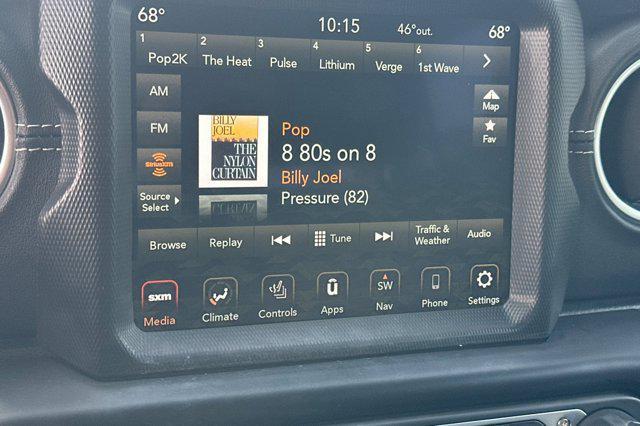 68° 10:15 46°out. 68°
1 Pop2K 2 The Heat 3 Pulse 4 Lithium 5 Verge 6 1st Wave
AM
FM
SiriusXM
Source
Select
BILLY
JOEL
THE
NYLON
CURTAIN
Pop
8 80s on 8
Billy Joel
Pressure (82)
Map
Fav
Browse Replay Tune Traffic &
Weather Audio
sxm
Media
Climate
Controls
Apps
SW
Nav
Phone
Settings